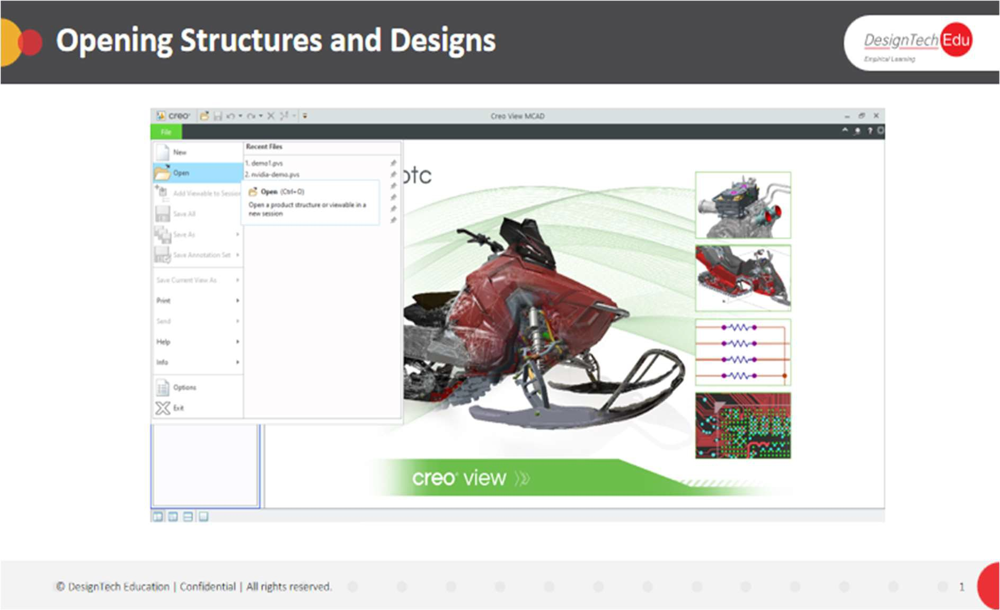 Opening Structures and Designs
DesignTech Edu
Empirical Learning
creo
Creo View MCAD
File
New
Open
Add Viewable to Session
Save All
Save As
Save Annotation Set
Save Current View As
Print
Send
Help
Info
Options
Exit
Recent Files
1. demo1.pvs
2. nvidia-demo.pvs
Open (Ctrl+O)
Open a product structure or viewable in a
new session
ptc
creo view
© DesignTech Education | Confidential | All rights reserved.
1